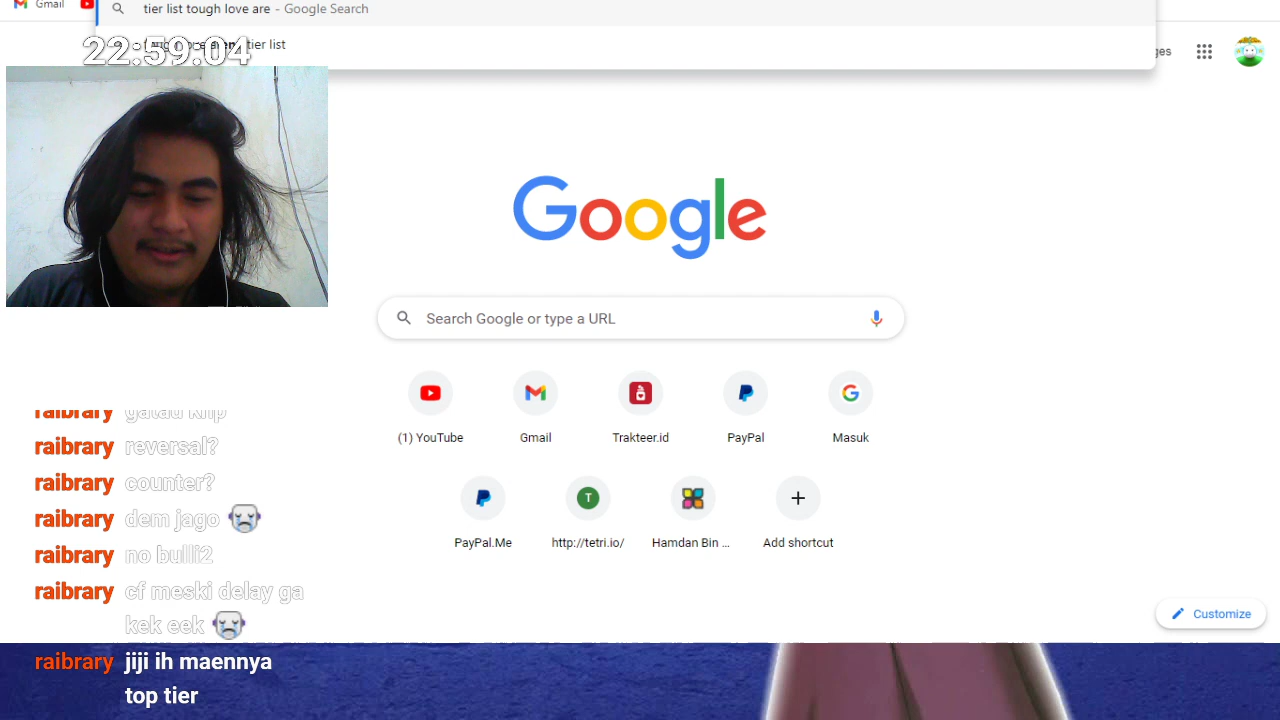 Gmail
tier list tough love are - Google Search
tier list
22:59:04
Google
Search Google or type a URL
(1) YouTube
Gmail
Trakteer.id
PayPal
Masuk
T
PayPal.Me
http://tetri.io/
Hamdan Bin ...
Add shortcut
Customize
raibrary gatau knp
raibrary reversal?
raibrary counter?
raibrary dem jago
raibrary no bulli2
raibrary cf meski delay ga
kek eek
raibrary jiji ih maennya
top tier